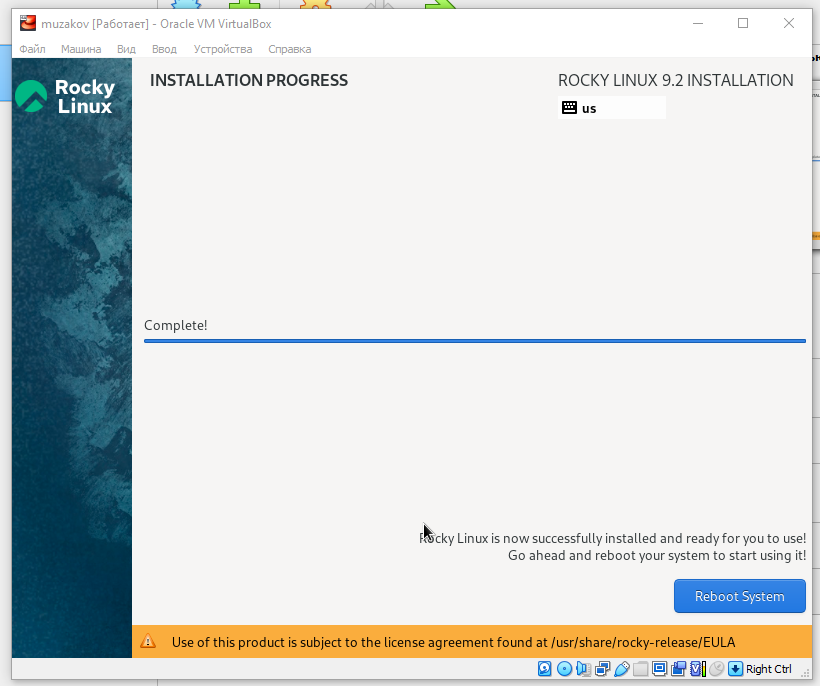 muzakov [Работает] - Oracle VM VirtualBox
Файл Машина Вид Ввод Устройства Справка
Rocky
Linux
INSTALLATION PROGRESS
ROCKY LINUX 9.2 INSTALLATION
us
Complete!
Rocky Linux is now successfully installed and ready for you to use!
Go ahead and reboot your system to start using it!
Reboot System
Use of this product is subject to the license agreement found at /usr/share/rocky-release/EULA
Right Ctrl